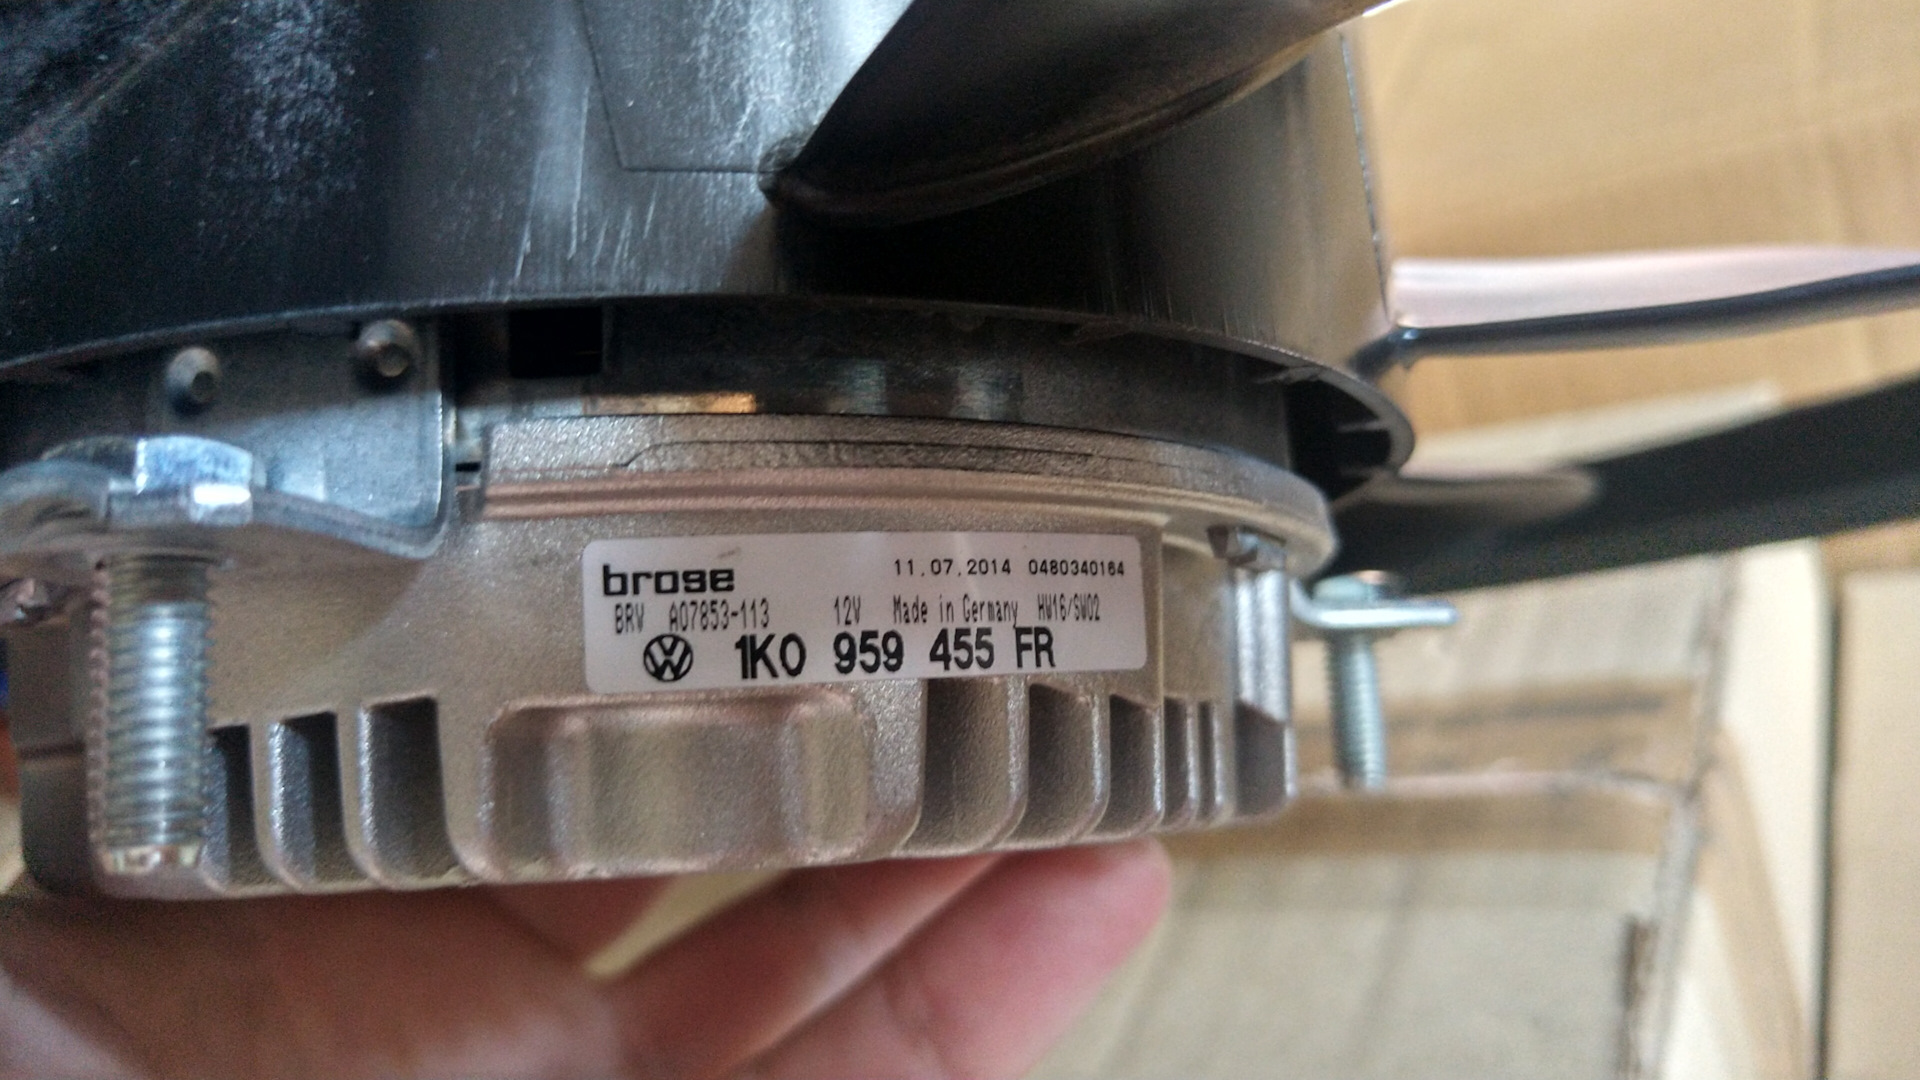 brose 11.07.2014 0480340164
BRV A07853-113 12V Made in Germany HW16/SW02
1K0 959 455 FR